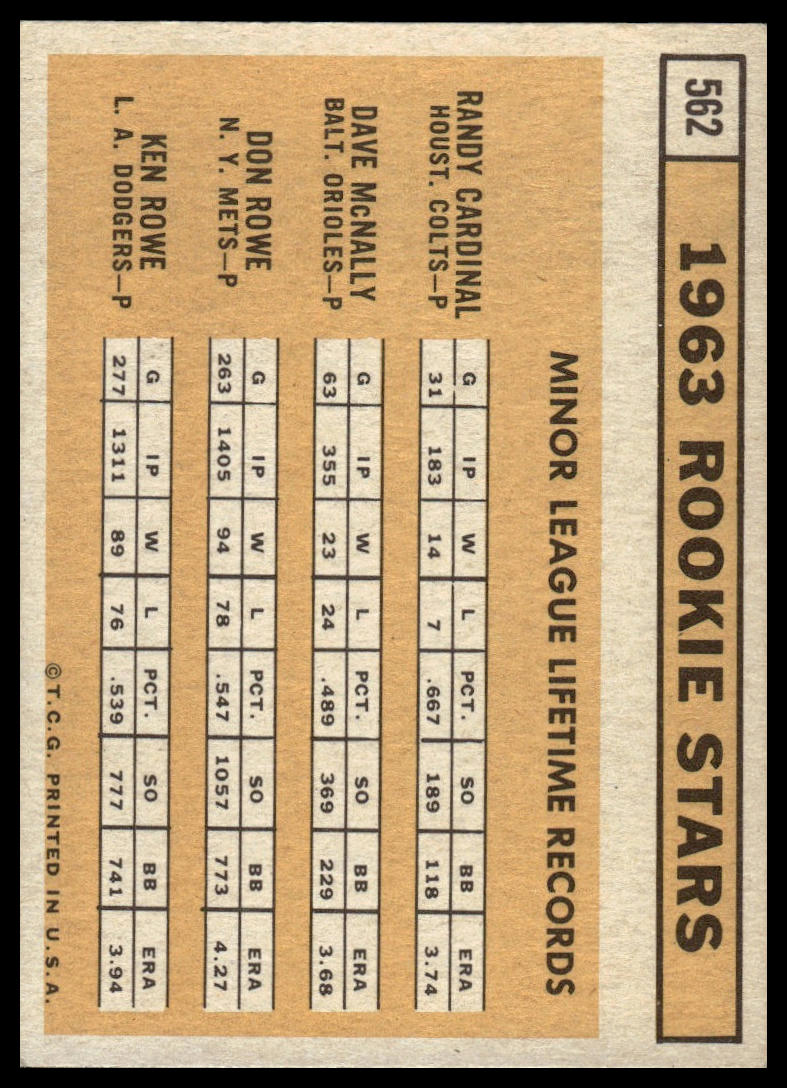 562
1963 ROOKIE STARS
MINOR LEAGUE LIFETIME RECORDS
RANDY CARDINAL
HOUST. COLTS—P
G IP W L PCT. SO BB ERA
31 183 14 7 .667 189 118 3.74
DAVE McNALLY
BALT. ORIOLES—P
G IP W L PCT. SO BB ERA
63 355 23 24 .489 369 229 3.68
DON ROWE
N. Y. METS—P
G IP W L PCT. SO BB ERA
263 1405 94 78 .547 1057 773 4.27
KEN ROWE
L. A. DODGERS—P
G IP W L PCT. SO BB ERA
277 1311 89 76 .539 777 741 3.94
© T.C.G. PRINTED IN U.S.A.